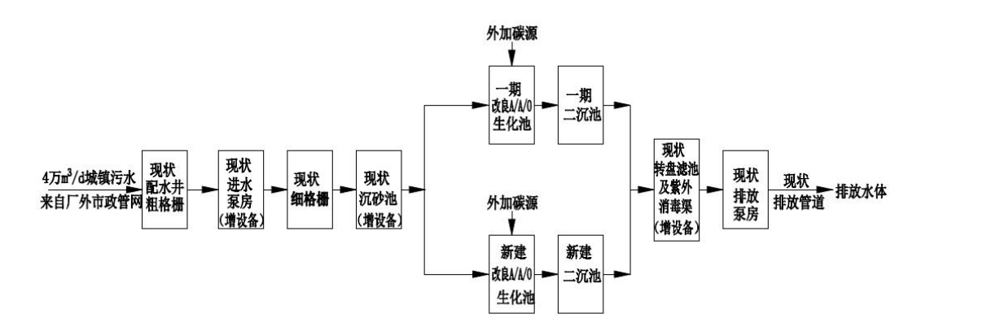 4万m³/d城镇污水
来自厂外市政管网
现状
配水井
粗格栅
现状
进水
泵房
(增设备)
现状
细格栅
现状
沉砂池
(增设备)
外加碳源
一期
改良A/A/O
生化池
一期
二沉池
外加碳源
新建
改良A/A/O
生化池
新建
二沉池
现状
转盘滤池
及紫外
消毒渠
(增设备)
现状
排放
泵房
现状
排放管道
排放水体